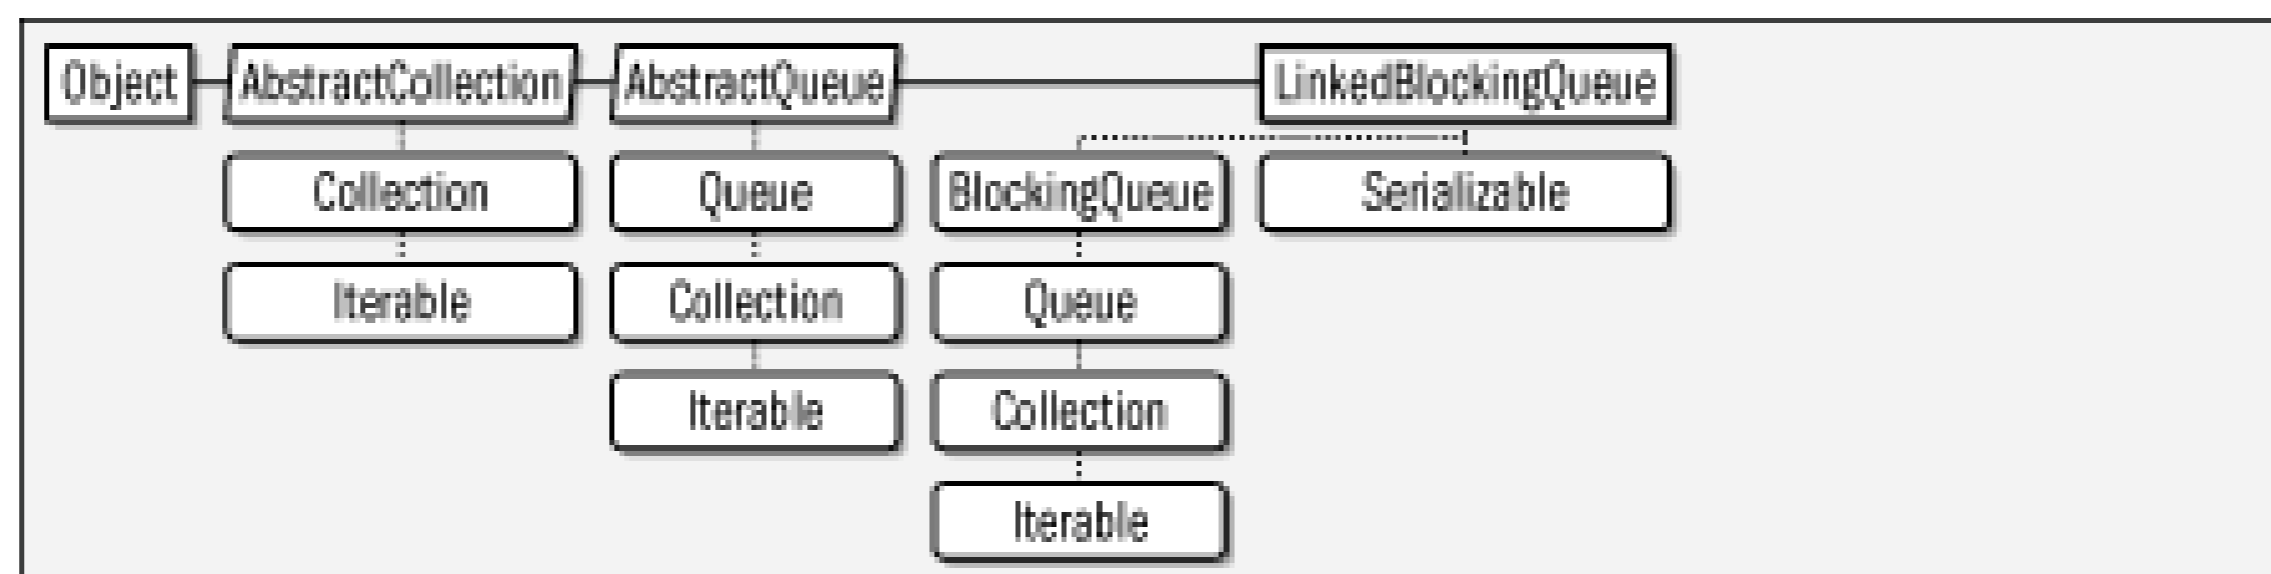 Object AbstractCollection AbstractQueue LinkedBlockingQueue
Collection Queue BlockingQueue Serializable
Iterable Collection Queue
Iterable Collection
Iterable